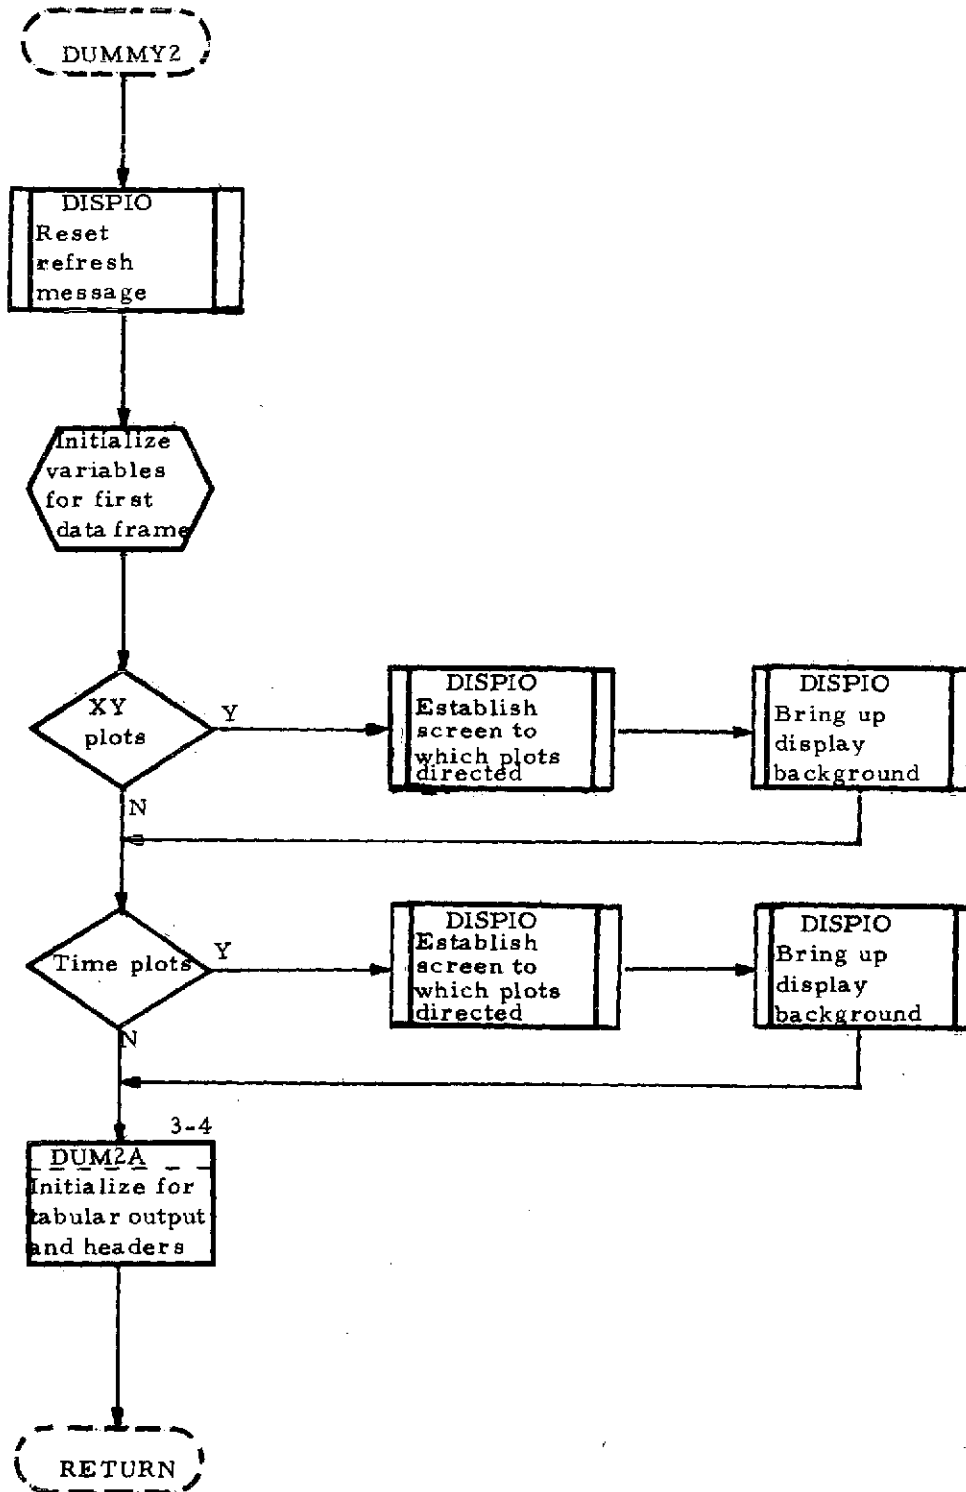 DUMMY2
DISPIO
Reset
refresh
message
Initialize
variables
for first
data frame
XY
plots
Y
N
DISPIO
Establish
screen to
which plots
directed
DISPIO
Bring up
display
background
Time plots
Y
N
DISPIO
Establish
screen to
which plots
directed
DISPIO
Bring up
display
background
3-4
DUM2A
Initialize for
tabular output
and headers
RETURN